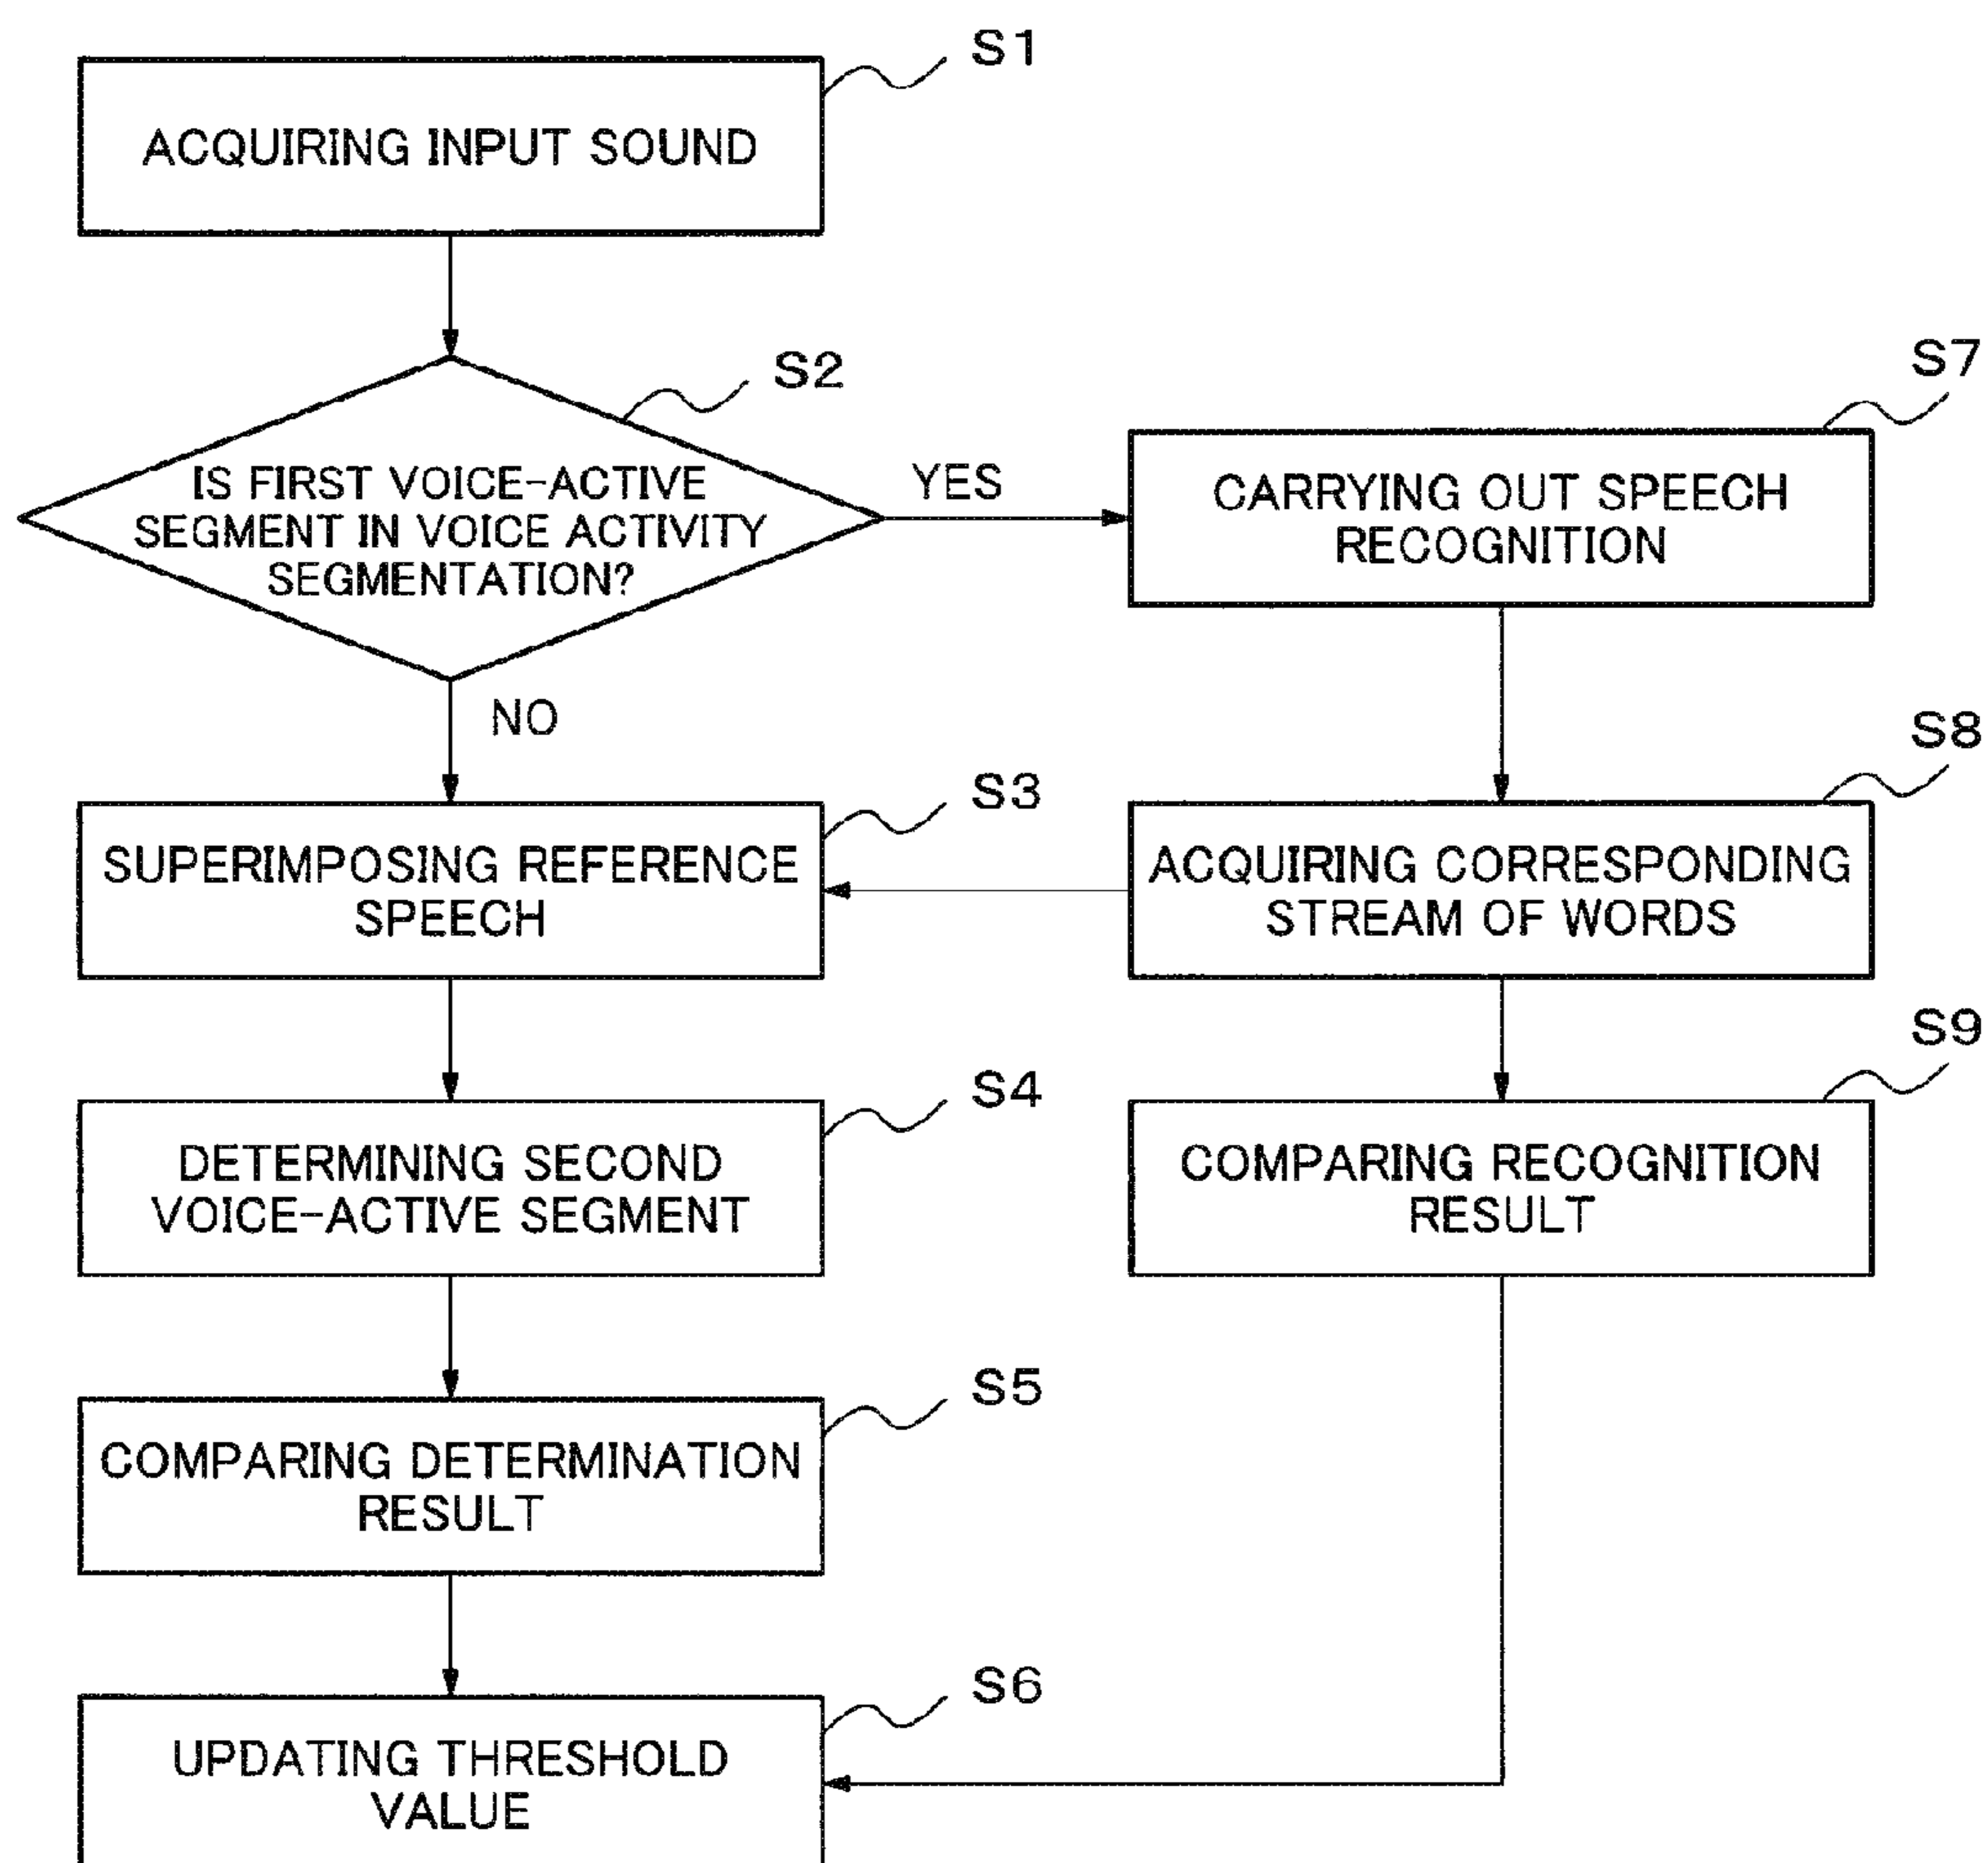 S1
ACQUIRING INPUT SOUND
S2
IS FIRST VOICE-ACTIVE
SEGMENT IN VOICE ACTIVITY
SEGMENTATION?
YES
NO
S7
CARRYING OUT SPEECH
RECOGNITION
S3
SUPERIMPOSING REFERENCE
SPEECH
S8
ACQUIRING CORRESPONDING
STREAM OF WORDS
S4
DETERMINING SECOND
VOICE-ACTIVE SEGMENT
S9
COMPARING RECOGNITION
RESULT
S5
COMPARING DETERMINATION
RESULT
S6
UPDATING THRESHOLD
VALUE